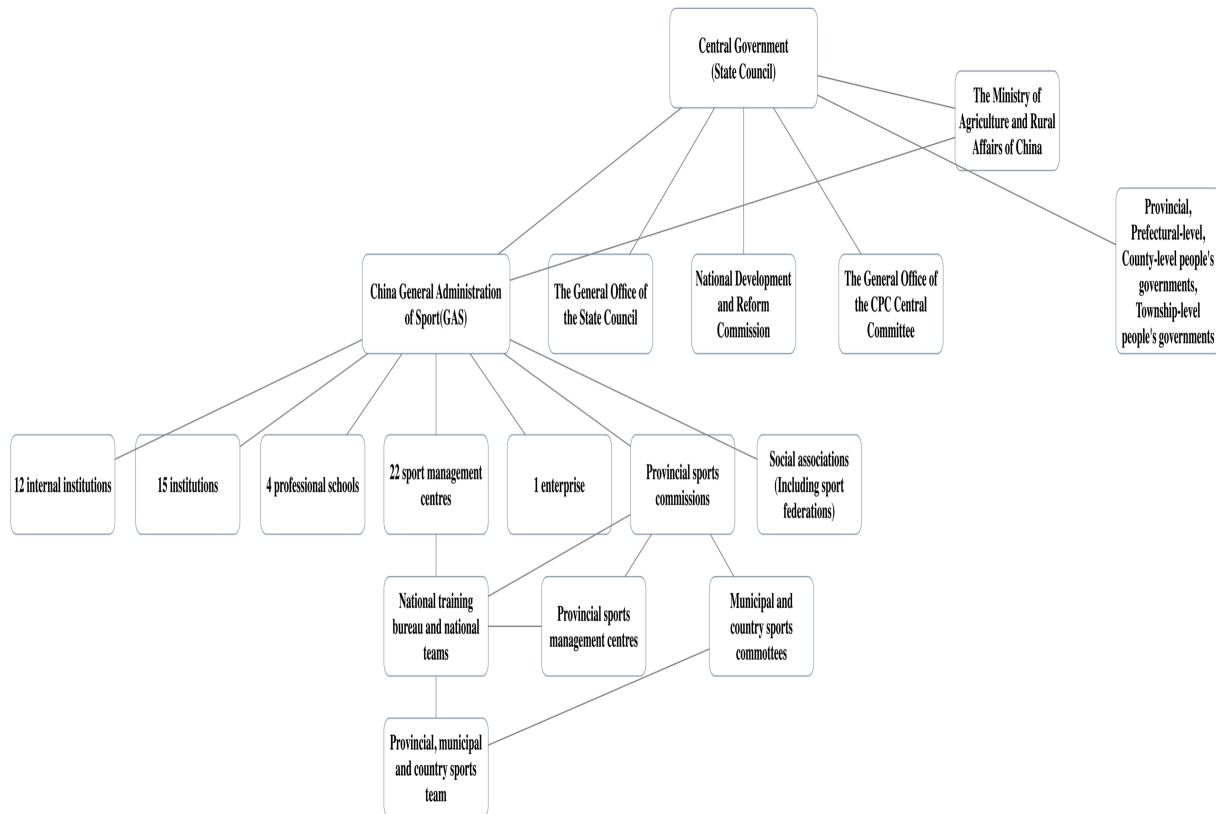 Central Government
(State Council)
The Ministry of
Agriculture and Rural
Affairs of China
Provincial,
Prefectural-level,
County-level people's
governments,
Township-level
people's governments
China General Administration
of Sport(GAS)
The General Office of
the State Council
National Development
and Reform
Commission
The General Office of
the CPC Central
Committee
12 internal institutions
15 institutions
4 professional schools
22 sport management
centres
1 enterprise
Provincial sports
commissions
Social associations
(Including sport
federations)
National training
bureau and national
teams
Provincial sports
management centres
Municipal and
country sports
commottees
Provincial, municipal
and country sports
team